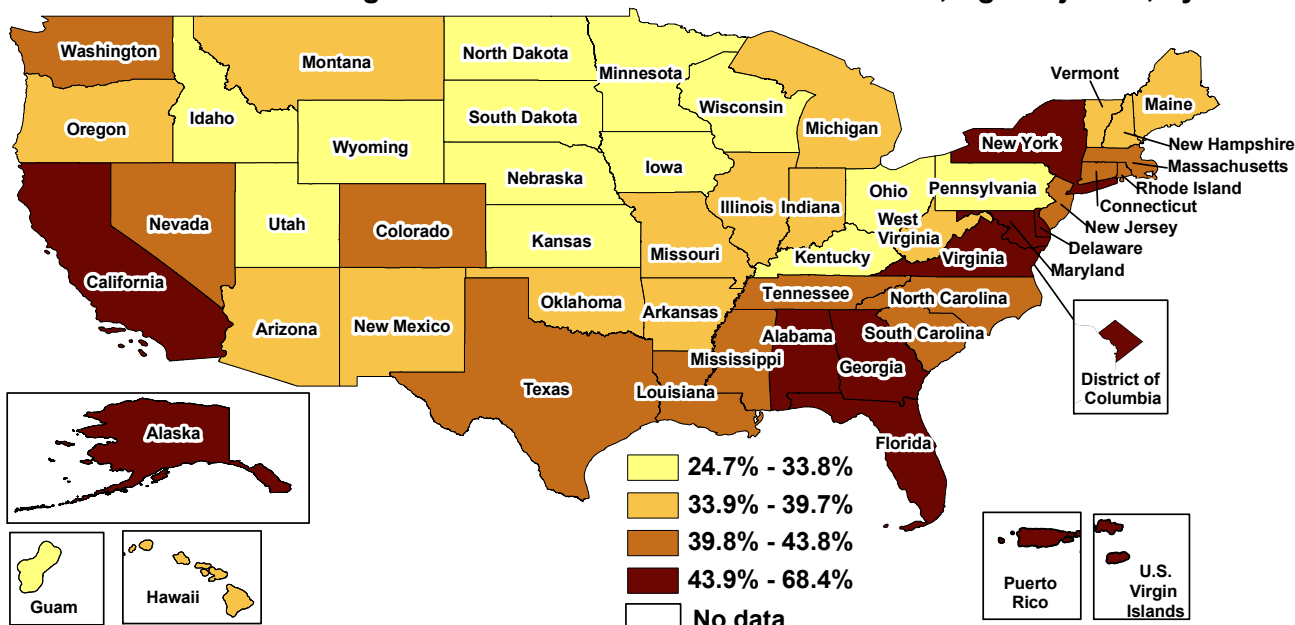 Washington
Montana
North Dakota
Minnesota
Vermont
Maine
Oregon
Idaho
South Dakota
Wisconsin
Michigan
New York
New Hampshire
Massachusetts
Rhode Island
Connecticut
New Jersey
Delaware
Maryland
Wyoming
Nebraska
Iowa
Illinois
Indiana
Ohio
Pennsylvania
Nevada
Utah
Colorado
Kansas
Missouri
West
Virginia
Kentucky
Virginia
California
Arizona
New Mexico
Oklahoma
Arkansas
Tennessee
North Carolina
South Carolina
Mississippi
Alabama
Georgia
Texas
Louisiana
Florida
District of
Columbia
Alaska
Guam
Hawaii
24.7% - 33.8%
33.9% - 39.7%
39.8% - 43.8%
43.9% - 68.4%
No data
Puerto
Rico
U.S.
Virgin
Islands